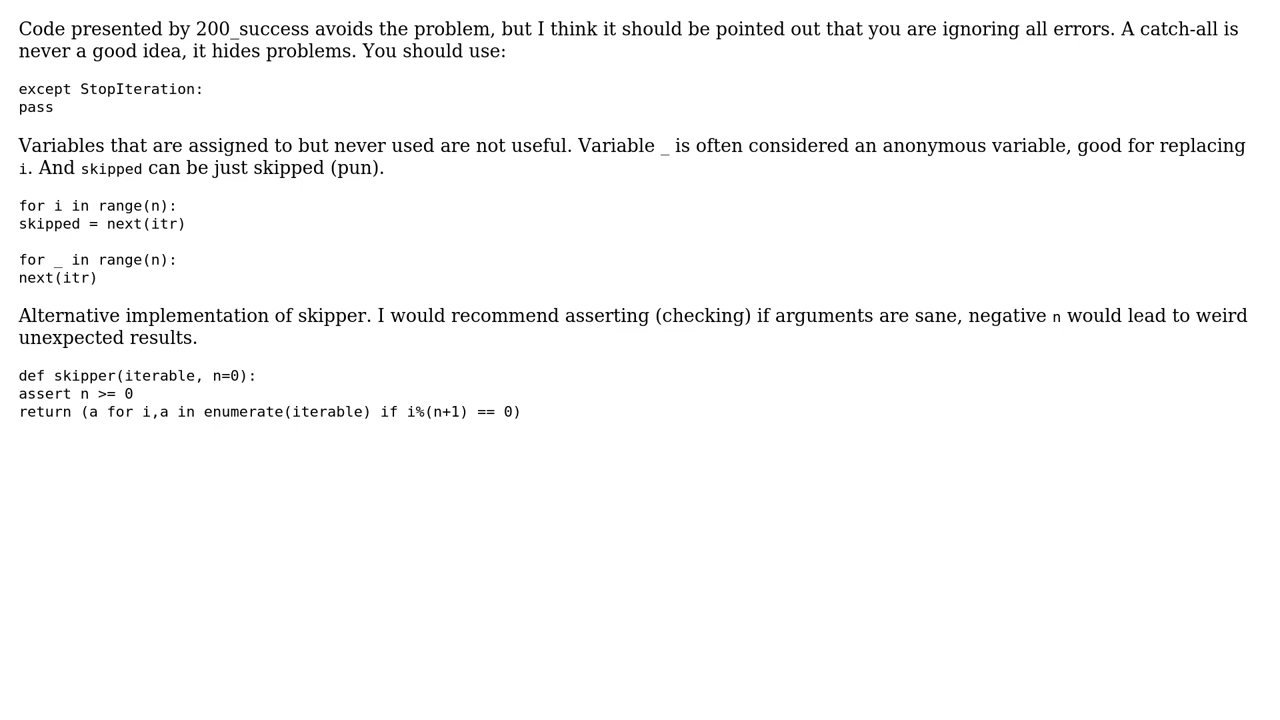 Code presented by 200_success avoids the problem, but I think it should be pointed out that you are ignoring all errors. A catch-all is
never a good idea, it hides problems. You should use:
except StopIteration:
pass
Variables that are assigned to but never used are not useful. Variable _ is often considered an anonymous variable, good for replacing
i. And skipped can be just skipped (pun).
for i in range(n):
skipped = next(itr)
for _ in range(n):
next(itr)
Alternative implementation of skipper. I would recommend asserting (checking) if arguments are sane, negative n would lead to weird
unexpected results.
def skipper(iterable, n=0):
assert n >= 0
return (a for i,a in enumerate(iterable) if i%(n+1) == 0)